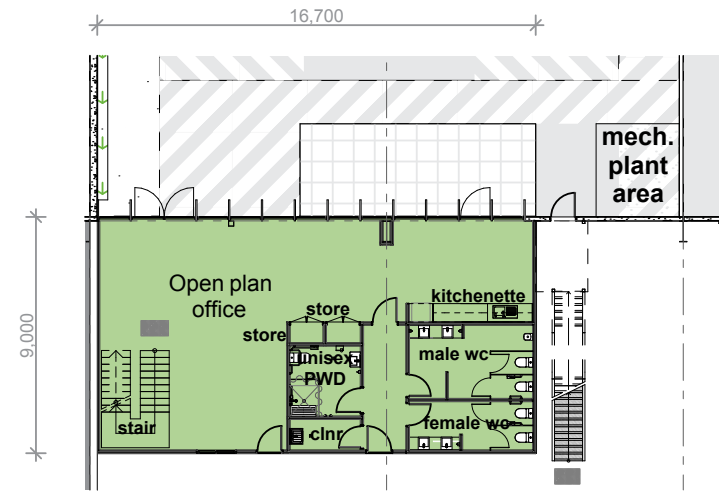 16,700
mech.
plant
area
9,000
Open plan
office
store
store
kitchenette
unisex
PWD
male wc
stair
clnr
female wc